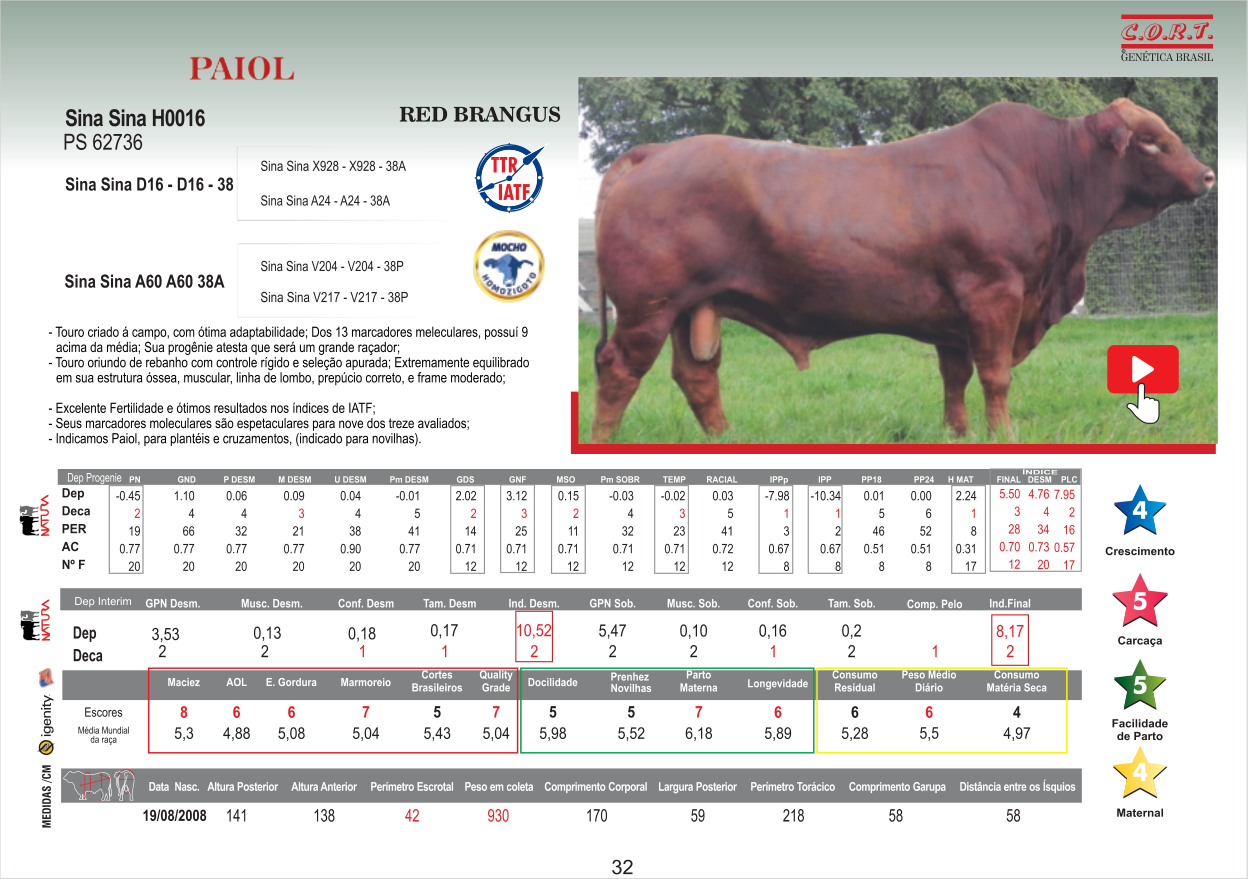 C.O.R.T.
GENÉTICA BRASIL
PAIOL
Sina Sina H0016
PS 62736
RED BRANGUS
Sina Sina X928 - X928 - 38A
Sina Sina D16 - D16 - 38
Sina Sina A24 - A24 - 38A
TTR
IATF
MOCHO
HOMOZIGOTO
Sina Sina V204 - V204 - 38P
Sina Sina A60 A60 38A
Sina Sina V217 - V217 - 38P
- Touro criado á campo, com ótima adaptabilidade; Dos 13 marcadores meleculares, possuí 9
acima da média; Sua progênie atesta que será um grande raçador;
- Touro oriundo de rebanho com controle rígido e seleção apurada; Extremamente equilibrado
em sua estrutura óssea, muscular, linha de lombo, prepúcio correto, e frame moderado;
- Excelente Fertilidade e ótimos resultados nos índices de IATF;
- Seus marcadores moleculares são espetaculares para nove dos treze avaliados;
- Indicamos Paiol, para plantéis e cruzamentos, (indicado para novilhas).
NATURA
ÍNDICE
Dep Progenie PN GND P DESM M DESM U DESM Pm DESM GDS GNF MSO Pm SOBR TEMP RACIAL IPPp IPP PP18 PP24 H MAT FINAL DESM PLC
Dep -0.45 1.10 0.06 0.09 0.04 -0.01 2.02 3.12 0.15 -0.03 -0.02 0.03 -7.98 -10.34 0.01 0.00 2.24 5.50 4.76 7.95
Deca 2 4 4 3 4 5 2 3 2 4 3 5 1 1 5 6 1 3 4 2
PER 19 66 32 21 38 41 14 25 11 32 23 41 3 2 46 52 8 28 34 16
AC 0.77 0.77 0.77 0.77 0.90 0.77 0.71 0.71 0.71 0.71 0.71 0.72 0.67 0.67 0.51 0.51 0.31 0.70 0.73 0.57
Nº F 20 20 20 20 20 20 12 12 12 12 12 12 8 8 8 8 17 12 20 17
4
Crescimento
NATURA
Dep Interim GPN Desm. Musc. Desm. Conf. Desm Tam. Desm Ind. Desm. GPN Sob. Musc. Sob. Conf. Sob. Tam. Sob. Comp. Pelo Ind.Final
Dep 3,53 0,13 0,18 0,17 10,52 5,47 0,10 0,16 0,2 8,17
Deca 2 2 1 1 2 2 2 1 2 1 2
5
Carcaça
igenity
Maciez AOL E. Gordura Marmoreio Cortes Brasileiros Quality Grade Docilidade Prenhez Novilhas Parto Materna Longevidade Consumo Residual Peso Médio Diário Consumo Matéria Seca
Escores 8 6 6 7 5 7 5 5 7 6 6 6 4
Média Mundial
da raça
5,3 4,88 5,08 5,04 5,43 5,04 5,98 5,52 6,18 5,89 5,28 5,5 4,97
5
Facilidade
de Parto
MEDIDAS /CM
Data Nasc. Altura Posterior Altura Anterior Perímetro Escrotal Peso em coleta Comprimento Corporal Largura Posterior Perímetro Torácico Comprimento Garupa Distância entre os Ísquios
19/08/2008 141 138 42 930 170 59 218 58 58
4
Maternal
32